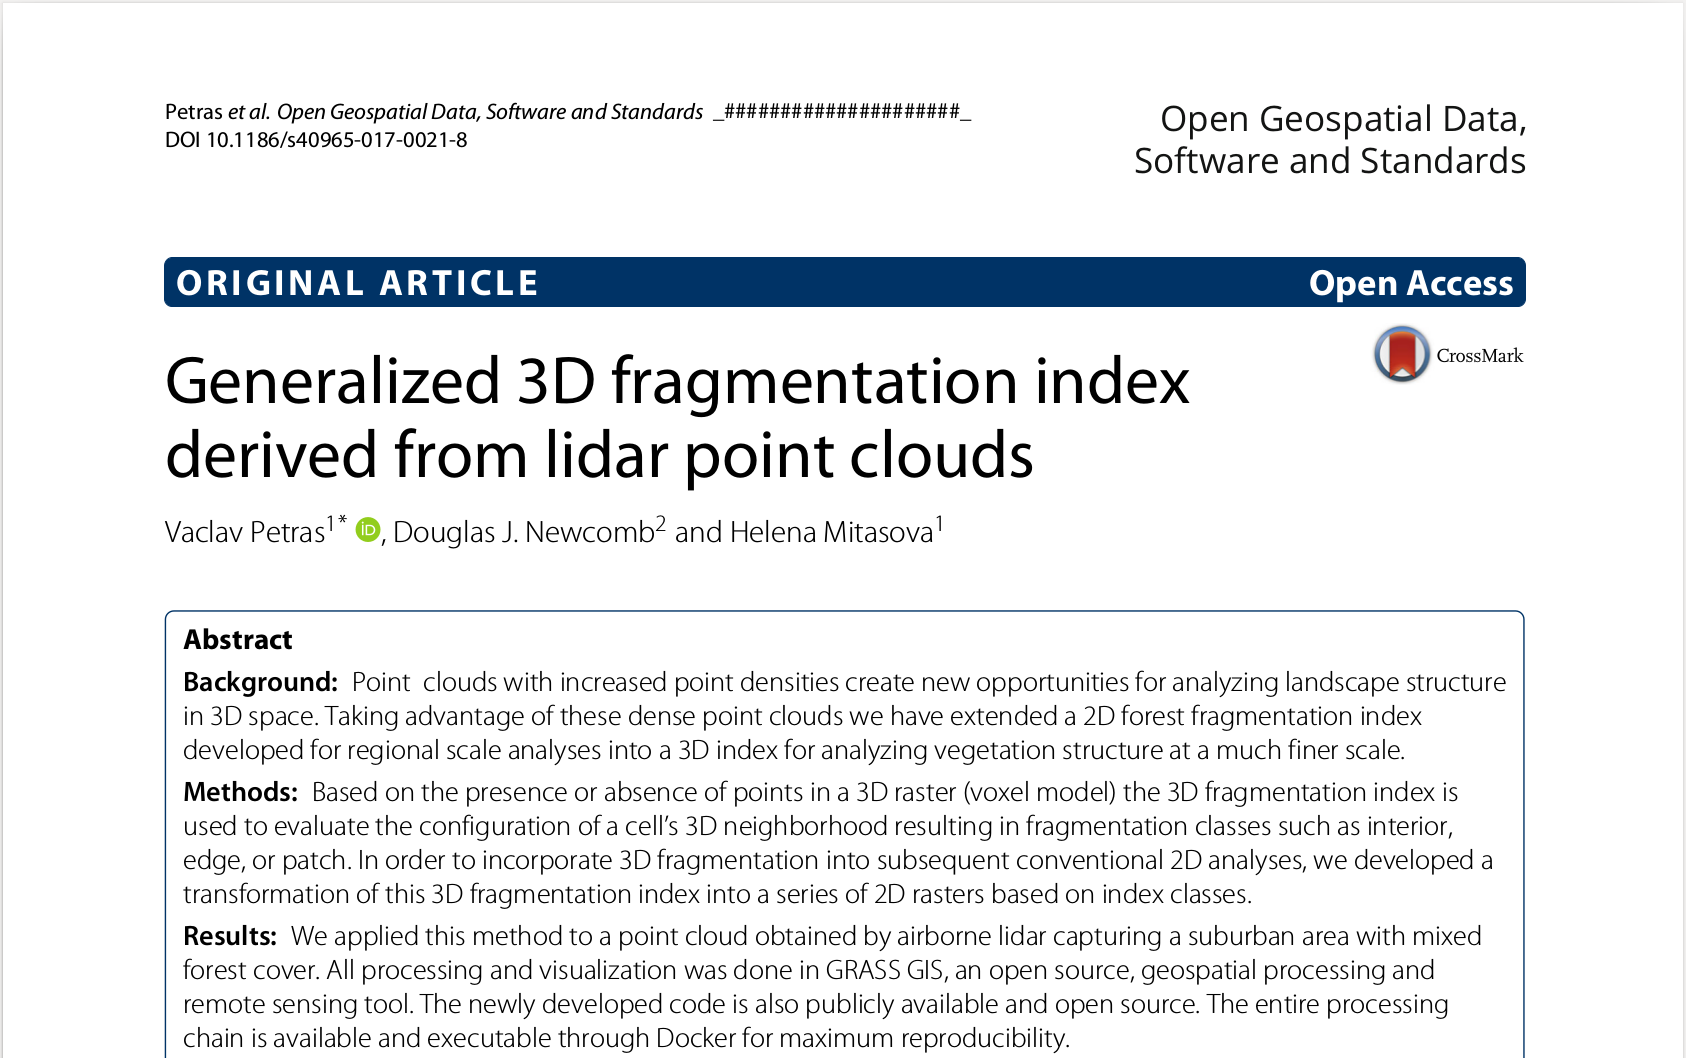 Petras et al. Open Geospatial Data, Software and Standards _#####################_
DOI 10.1186/s40965-017-0021-8
Open Geospatial Data,
Software and Standards
ORIGINAL ARTICLE
Open Access
CrossMark
Generalized 3D fragmentation index
derived from lidar point clouds
Vaclav Petras1* iD, Douglas J. Newcomb2 and Helena Mitasova1
Abstract
Background: Point clouds with increased point densities create new opportunities for analyzing landscape structure
in 3D space. Taking advantage of these dense point clouds we have extended a 2D forest fragmentation index
developed for regional scale analyses into a 3D index for analyzing vegetation structure at a much finer scale.
Methods: Based on the presence or absence of points in a 3D raster (voxel model) the 3D fragmentation index is
used to evaluate the configuration of a cell's 3D neighborhood resulting in fragmentation classes such as interior,
edge, or patch. In order to incorporate 3D fragmentation into subsequent conventional 2D analyses, we developed a
transformation of this 3D fragmentation index into a series of 2D rasters based on index classes.
Results: We applied this method to a point cloud obtained by airborne lidar capturing a suburban area with mixed
forest cover. All processing and visualization was done in GRASS GIS, an open source, geospatial processing and
remote sensing tool. The newly developed code is also publicly available and open source. The entire processing
chain is available and executable through Docker for maximum reproducibility.